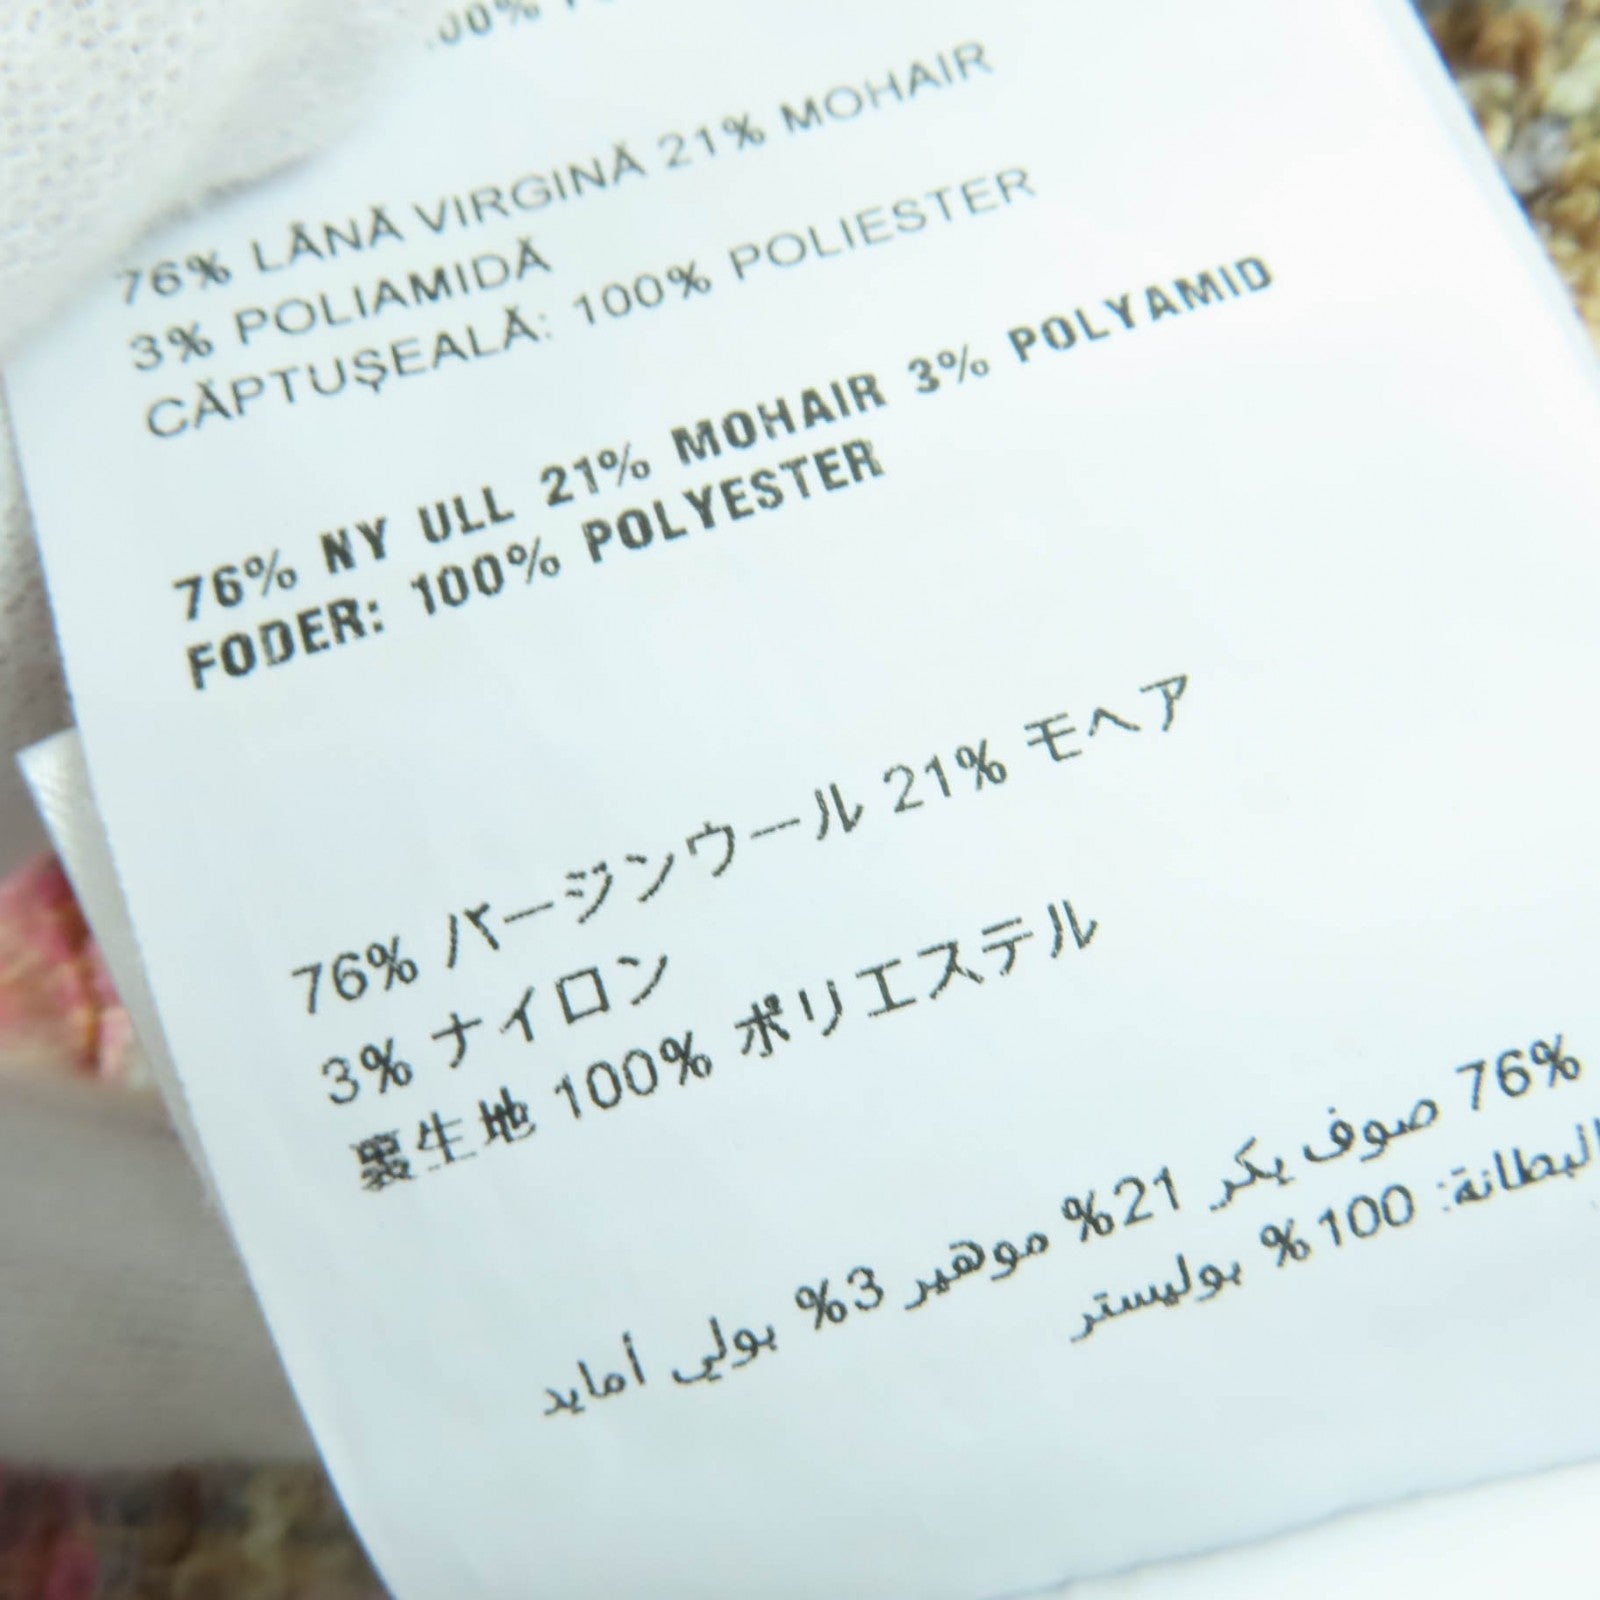 76% LÂNĂ VIRGINĂ 21% MOHAIR
3% POLIAMIDĂ
CĂPTUŞEALĂ: 100% POLIESTER
76% NY ULL 21% MOHAIR 3% POLYAMID
FODER: 100% POLYESTER
76% バージンウール 21% モヘア
3% ナイロン
裏生地 100% ポリエステル
76% صوف بكر 21% موهير 3% بولي أمايد
البطانة: 100% بوليستر